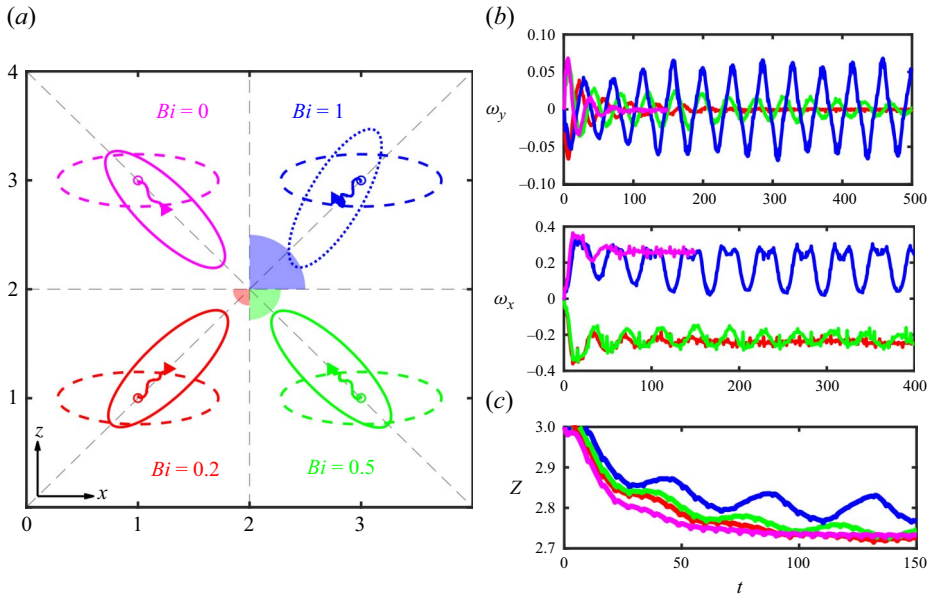 (a)
4
3
2
1
0
1
2
3
z
x
Bi = 0
Bi = 1
Bi = 0.2
Bi = 0.5
(b)
0.10
0.05
0
−0.05
−0.10
ωy
0
100
200
300
400
500
0.4
0.2
0
−0.2
−0.4
ωx
0
100
200
300
400
(c)
3.0
2.9
2.8
2.7
Z
0
50
100
150
t